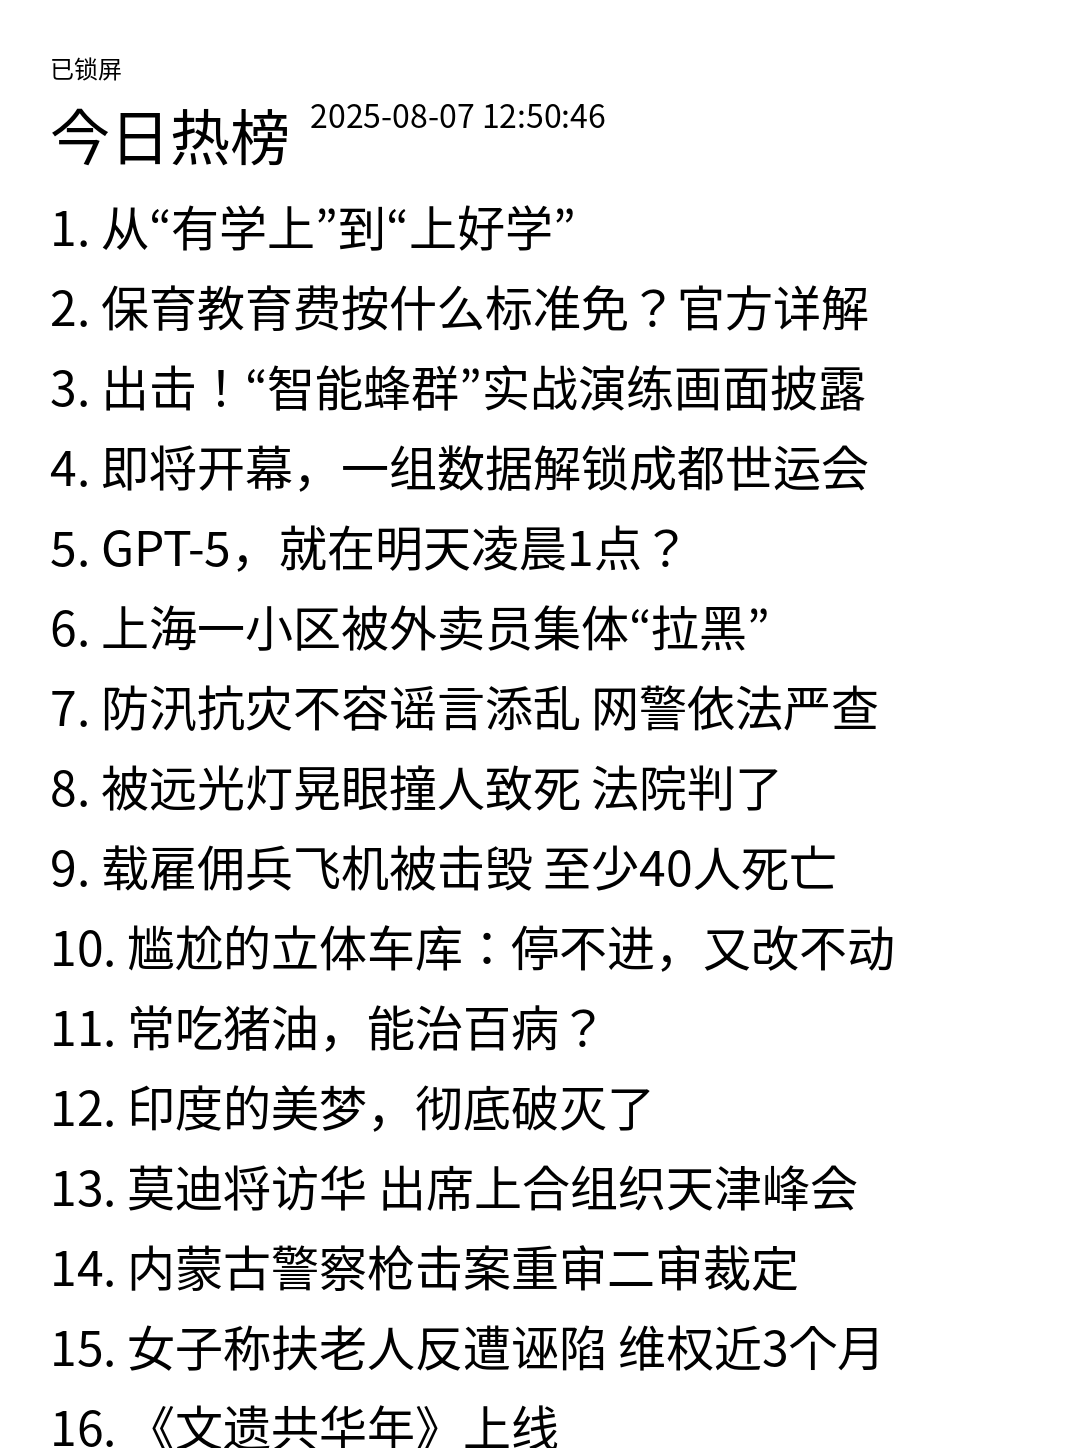 已锁屏
今日热榜 2025-08-07 12:50:46
1. 从“有学上”到“上好学”
2. 保育教育费按什么标准免？官方详解
3. 出击！“智能蜂群”实战演练画面披露
4. 即将开幕，一组数据解锁成都世运会
5. GPT-5，就在明天凌晨1点？
6. 上海一小区被外卖员集体“拉黑”
7. 防汛抗灾不容谣言添乱 网警依法严查
8. 被远光灯晃眼撞人致死 法院判了
9. 载雇佣兵飞机被击毁 至少40人死亡
10. 尴尬的立体车库：停不进，又改不动
11. 常吃猪油，能治百病？
12. 印度的美梦，彻底破灭了
13. 莫迪将访华 出席上合组织天津峰会
14. 内蒙古警察枪击案重审二审裁定
15. 女子称扶老人反遭诬陷 维权近3个月
16. 《文遗共华年》上线